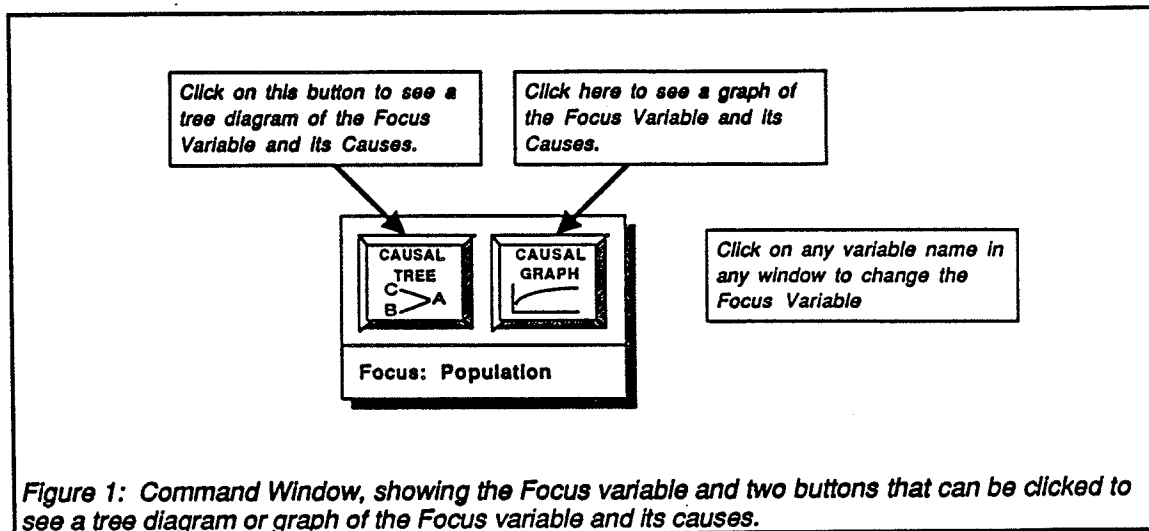 Click on this button to see a
tree diagram of the Focus
Variable and its Causes.
Click here to see a graph of
the Focus Variable and its
Causes.
CAUSAL
TREE
C
B
A
CAUSAL
GRAPH
Focus: Population
Click on any variable name in
any window to change the
Focus Variable
Figure 1: Command Window, showing the Focus variable and two buttons that can be clicked to
see a tree diagram or graph of the Focus variable and its causes.